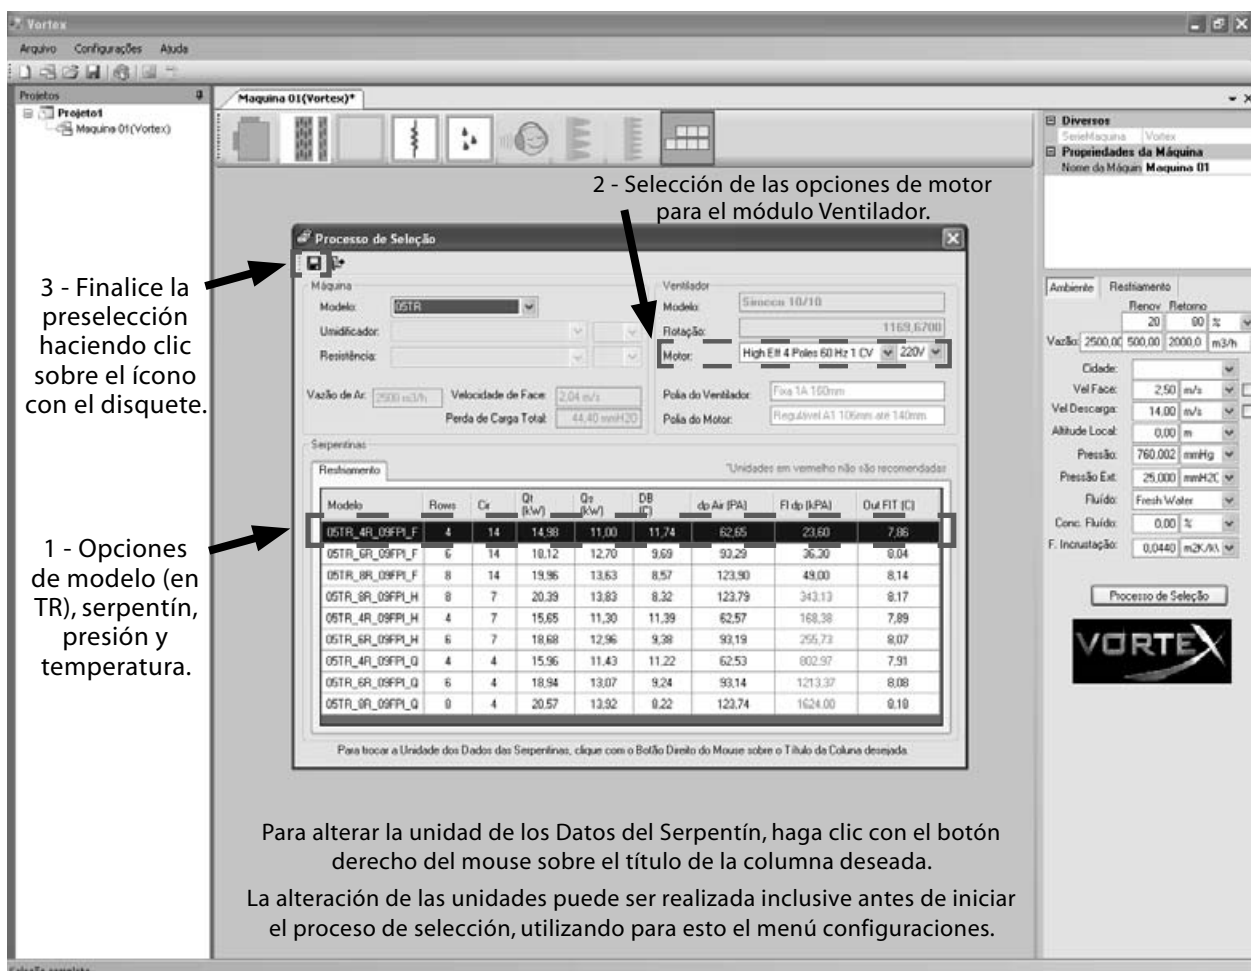 Vortex
Arquivo Configurações Ajuda
Projetos
Projeto1
Maquina 01(Vortex)
Maquina 01(Vortex)*
2 - Selección de las opciones de motor
para el módulo Ventilador.
Processo de Seleção
3 - Finalice la
preselección
haciendo clic
sobre el ícono
con el disquete.
Máquina
Modelo: 05TR
Umidificador:
Resistência:
Vazão de Ar: 2500 m3/h Velocidade de Face: 2,04 m/s
Perda de Carga Total: 44,40 mmH2O
Ventilador
Modelo: Simocon 10/10
Rotação: 1169,6700
Motor: High Eff 4 Poles 60 Hz 1 CV 220V
Polia do Ventilador: Fixa 1A 160mm
Polia do Motor: Regulável A1 106mm até 140mm
Serpentinas
Resfriamento
*Unidades em vermelho não são recomendadas
Modelo Rows Cir Qt (kW) Qs (kW) DB (C) dp Air (PA) Fl dp (kPA) Out FlT (C)
05TR_4R_09FPI_F 4 14 14,98 11,00 11,74 62,65 23,60 7,86
05TR_6R_09FPI_F 6 14 18,12 12,70 9,69 93,29 36,30 8,04
05TR_8R_09FPI_F 8 14 19,96 13,63 8,57 123,90 49,00 8,14
05TR_8R_09FPI_H 8 7 20,39 13,83 8,32 123,79 343,13 8,17
05TR_4R_09FPI_H 4 7 15,65 11,30 11,39 62,57 168,38 7,89
05TR_6R_09FPI_H 6 7 18,68 12,96 9,38 93,19 255,73 8,07
05TR_4R_09FPI_Q 4 4 15,96 11,43 11,22 62,53 802,97 7,91
05TR_6R_09FPI_Q 6 4 18,94 13,07 9,24 93,14 1213,37 8,08
05TR_8R_09FPI_Q 8 4 20,57 13,92 8,22 123,74 1624,00 8,18
Para trocar a Unidade dos Dados das Serpentinas, clique com o Botão Direito do Mouse sobre o Título da Coluna desejada.
1 - Opciones
de modelo (en
TR), serpentín,
presión y
temperatura.
Para alterar la unidad de los Datos del Serpentín, haga clic con el botón
derecho del mouse sobre el título de la columna deseada.
La alteración de las unidades puede ser realizada inclusive antes de iniciar
el proceso de selección, utilizando para esto el menú configuraciones.
Diversos
SerieMaquina Vortex
Propriedades da Máquina
Nome da Máquin Maquina 01
Ambiente Resfriamento
Renov Retorno
20 80 %
Vazão: 2500,00 500,00 2000,0 m3/h
Cidade:
Vel Face: 2,50 m/s
Vel Descarga: 14,00 m/s
Altitude Local: 0,00 m
Pressão: 760,002 mmHg
Pressão Ext: 25,000 mmH2C
Fluído: Fresh Water
Conc. Fluído: 0,00 %
F. Incrustação: 0,0440 m2K/k
Processo de Seleção
VORTEX
Seleção completa